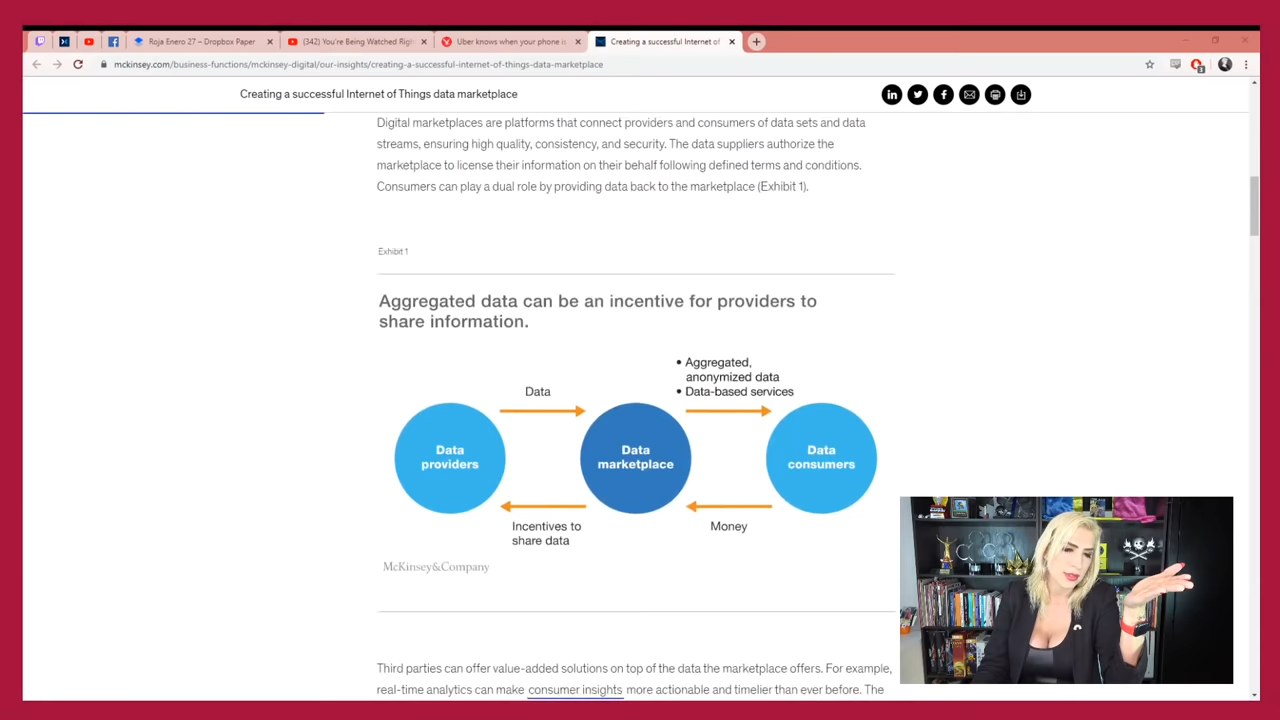 Roja Enero 27 – Dropbox Paper
(342) You're Being Watched Rig
Uber knows when your phone is
Creating a successful Internet of
mckinsey.com/business-functions/mckinsey-digital/our-insights/creating-a-successful-internet-of-things-data-marketplace
Creating a successful Internet of Things data marketplace
Digital marketplaces are platforms that connect providers and consumers of data sets and data
streams, ensuring high quality, consistency, and security. The data suppliers authorize the
marketplace to license their information on their behalf following defined terms and conditions.
Consumers can play a dual role by providing data back to the marketplace (Exhibit 1).
Exhibit 1
Aggregated data can be an incentive for providers to
share information.
• Aggregated,
anonymized data
• Data-based services
Data
Data
providers
Data
marketplace
Data
consumers
Incentives to
share data
Money
McKinsey&Company
Third parties can offer value-added solutions on top of the data the marketplace offers. For example,
real-time analytics can make consumer insights more actionable and timelier than ever before. The